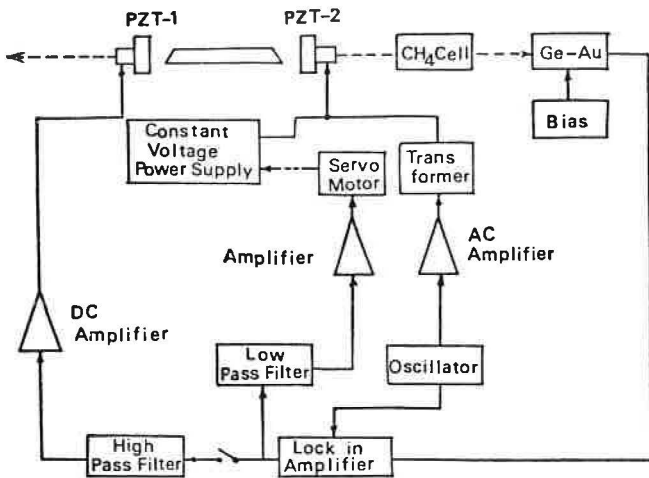 PZT-1
PZT-2
CH4Cell
Ge-Au
Bias
Constant
Voltage
Power Supply
Servo
Motor
Trans
former
Amplifier
AC
Amplifier
DC
Amplifier
Low
Pass Filter
Oscillator
High
Pass Filter
Lock in
Amplifier